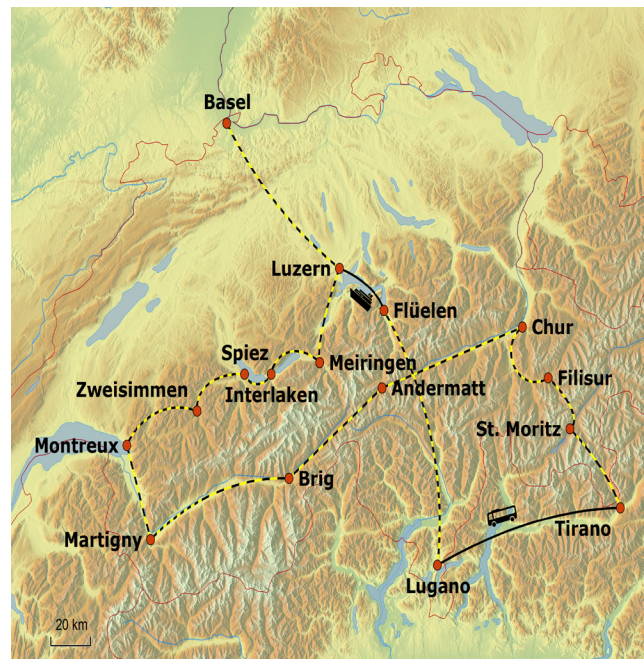 Basel
Luzern
Flüelen
Chur
Spiez
Meiringen
Interlaken
Andermatt
Filisur
Zweisimmen
St. Moritz
Montreux
Brig
Martigny
Tirano
Lugano
20 km